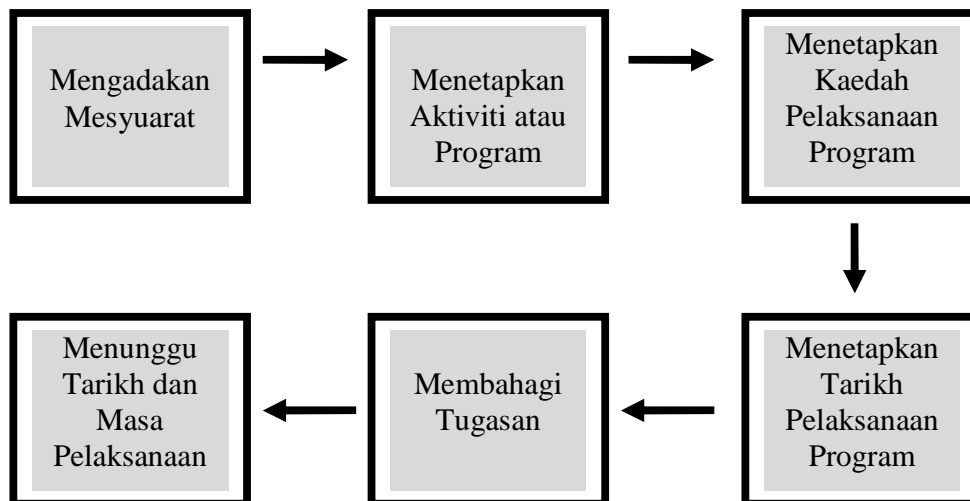 Mengadakan
Mesyuarat
Menetapkan
Aktiviti atau
Program
Menetapkan
Kaedah
Pelaksanaan
Program
Menetapkan
Tarikh
Pelaksanaan
Program
Membahagi
Tugasan
Menunggu
Tarikh dan
Masa
Pelaksanaan